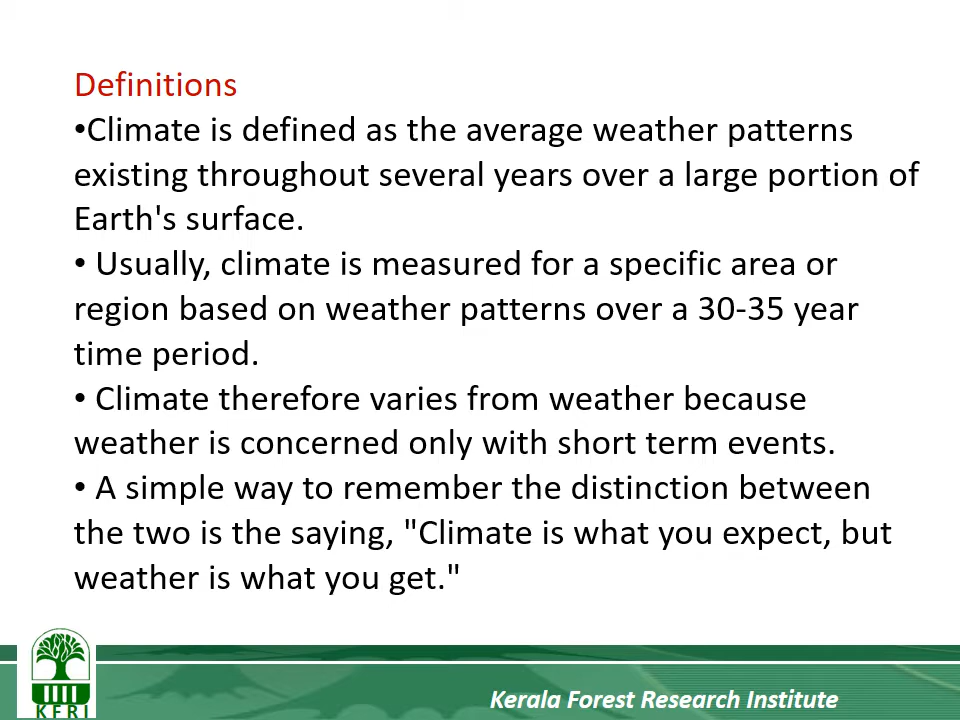 Definitions
•Climate is defined as the average weather patterns
existing throughout several years over a large portion of
Earth's surface.
• Usually, climate is measured for a specific area or
region based on weather patterns over a 30-35 year
time period.
• Climate therefore varies from weather because
weather is concerned only with short term events.
• A simple way to remember the distinction between
the two is the saying, "Climate is what you expect, but
weather is what you get."
KFRI
Kerala Forest Research Institute